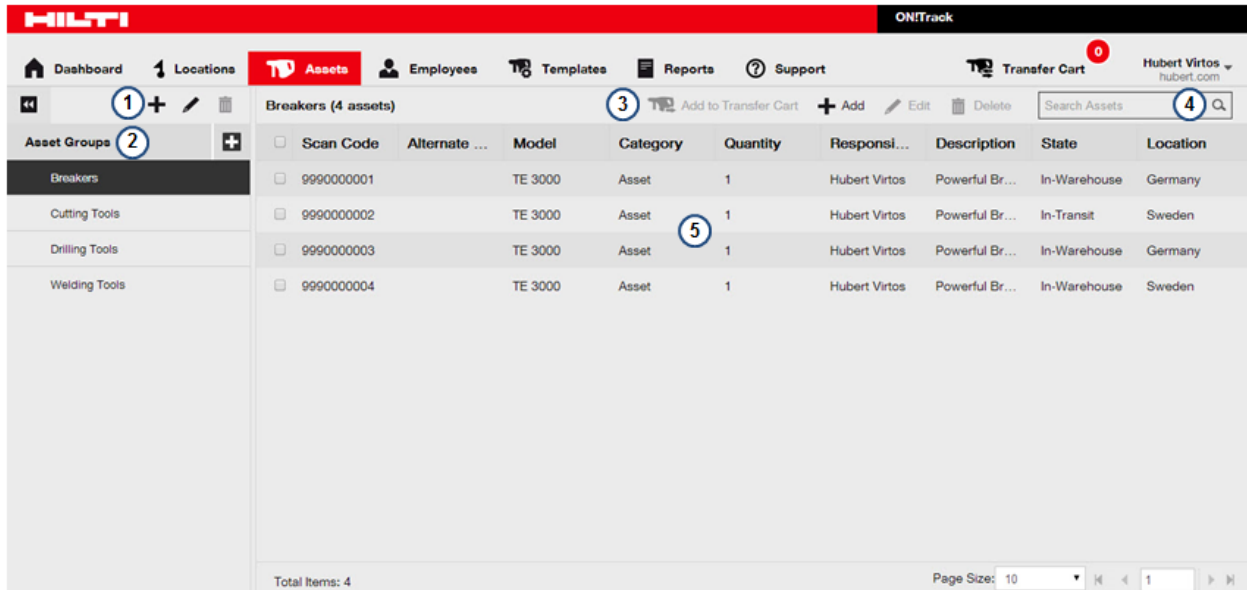 HILTI ON!Track
Dashboard Locations Assets Employees Templates Reports Support Transfer Cart 0 Hubert Virtos
hubert.com
1 Breakers (4 assets) 3 Add to Transfer Cart Add Edit Delete Search Assets 4
Asset Groups 2 Scan Code Alternate ... Model Category Quantity Responsi... Description State Location
Breakers 9990000001 TE 3000 Asset 1 Hubert Virtos Powerful Br... In-Warehouse Germany
Cutting Tools 9990000002 TE 3000 Asset 1 Hubert Virtos Powerful Br... In-Transit Sweden
5
Drilling Tools 9990000003 TE 3000 Asset 1 Hubert Virtos Powerful Br... In-Warehouse Germany
Welding Tools 9990000004 TE 3000 Asset 1 Hubert Virtos Powerful Br... In-Warehouse Sweden
Total Items: 4 Page Size: 10 1